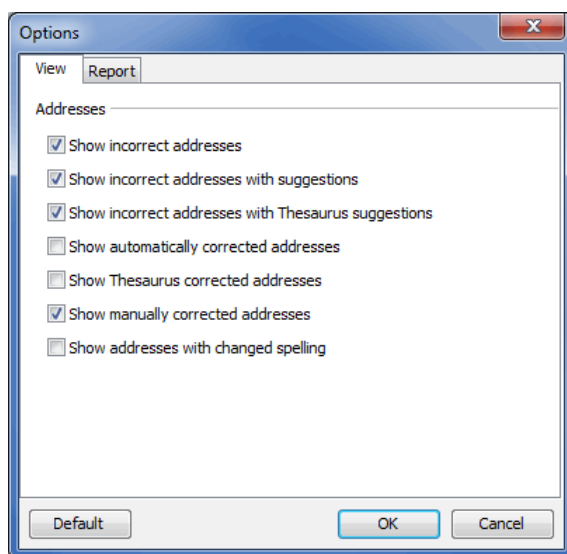 Options
View Report
Addresses
Show incorrect addresses
Show incorrect addresses with suggestions
Show incorrect addresses with Thesaurus suggestions
Show automatically corrected addresses
Show Thesaurus corrected addresses
Show manually corrected addresses
Show addresses with changed spelling
Default OK Cancel